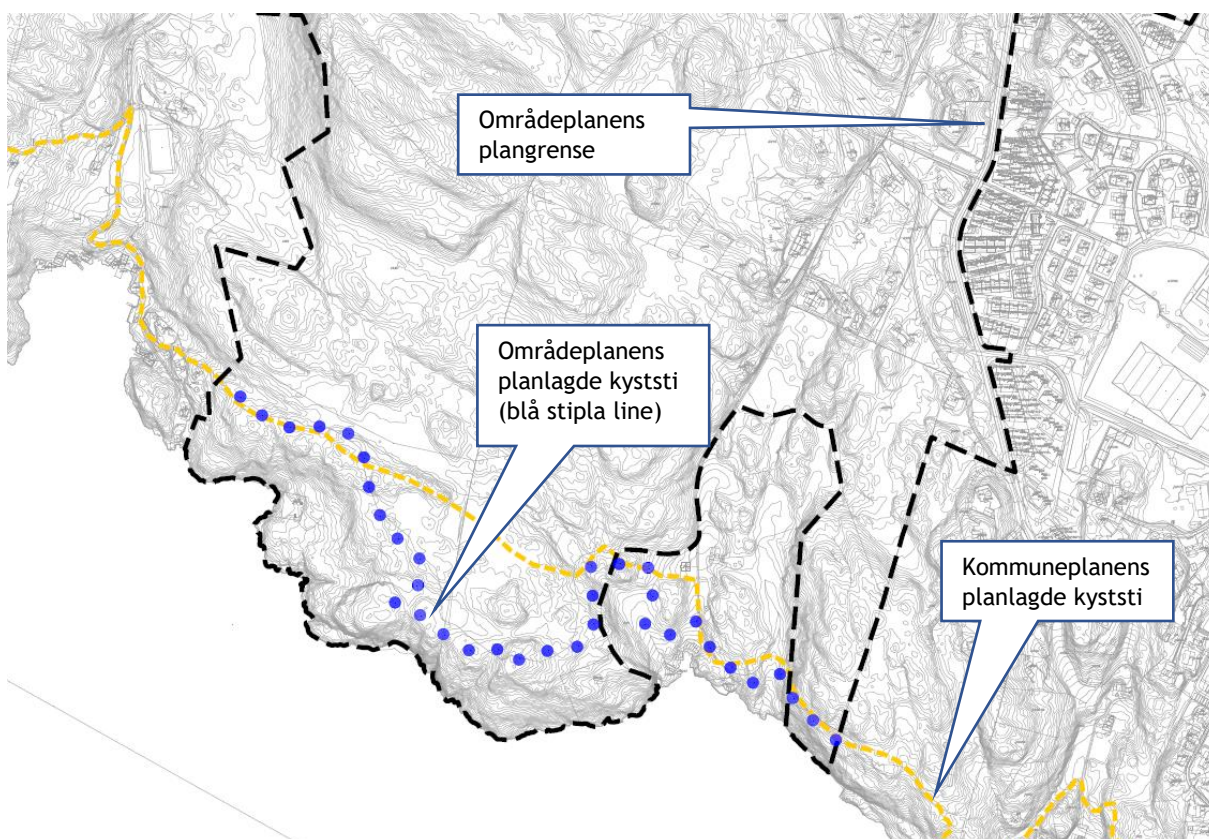 Områdeplanens
plangrense
Områdeplanens
planlagde kyststi
(blå stipla line)
Kommuneplanens
planlagde kyststi